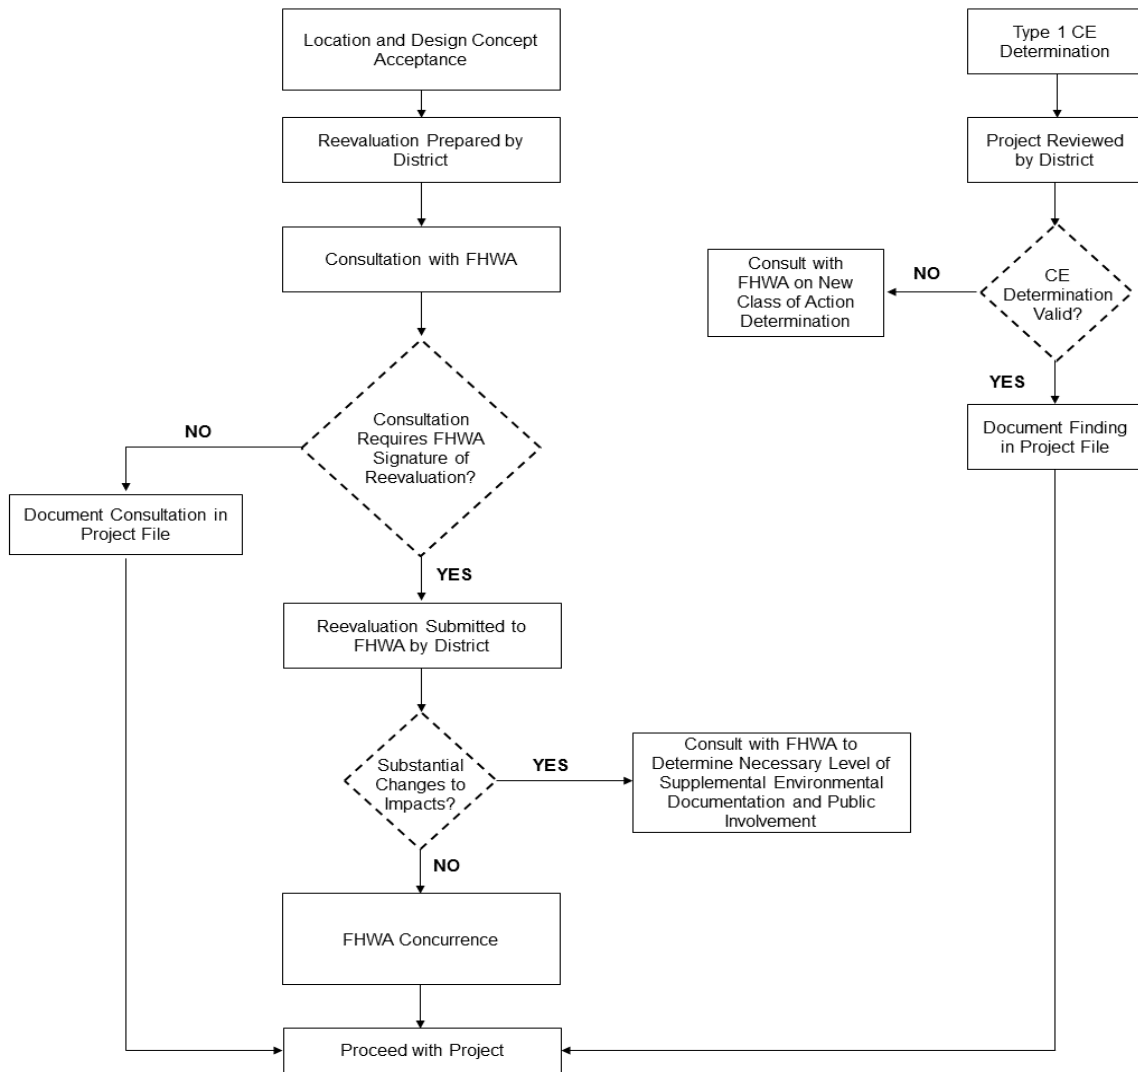 Location and Design Concept
Acceptance
Type 1 CE
Determination
Reevaluation Prepared by
District
Project Reviewed
by District
Consultation with FHWA
Consult with
FHWA on New
Class of Action
Determination
NO
CE
Determination
Valid?
YES
Consultation
Requires FHWA
Signature of
Reevaluation?
NO
Document Finding
in Project File
Document Consultation in
Project File
YES
Reevaluation Submitted to
FHWA by District
Substantial
Changes to
Impacts?
YES
Consult with FHWA to
Determine Necessary Level of
Supplemental Environmental
Documentation and Public
Involvement
NO
FHWA Concurrence
Proceed with Project